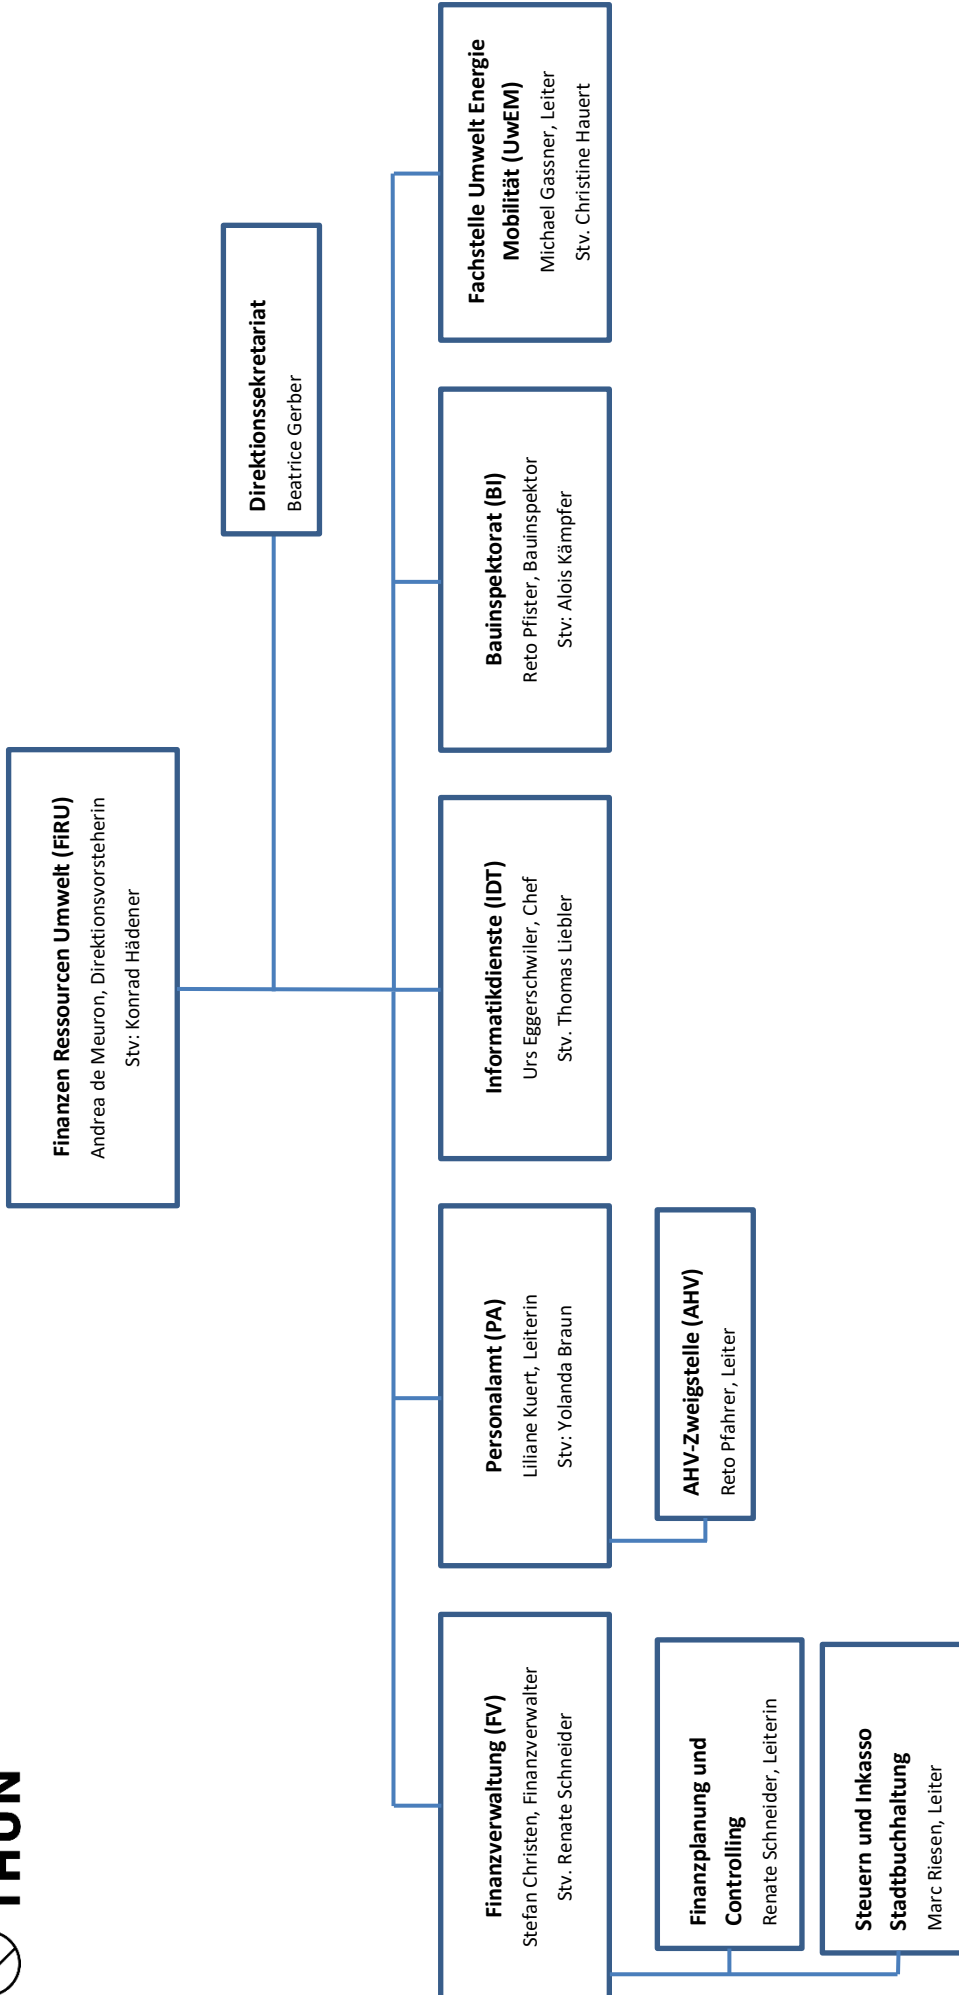 THUN
Finanzen Ressourcen Umwelt (FiRU)
Andrea de Meuron, Direktionsvorsteherin
Stv: Konrad Hädener
Direktionssekretariat
Beatrice Gerber
Finanzverwaltung (FV)
Stefan Christen, Finanzverwalter
Stv. Renate Schneider
Personalamt (PA)
Liliane Kuert, Leiterin
Stv: Yolanda Braun
Informatikdienste (IDT)
Urs Eggerschwiler, Chef
Stv. Thomas Liebler
Bauinspektorat (BI)
Reto Pfister, Bauinspektor
Stv: Alois Kämpfer
Fachstelle Umwelt Energie
Mobilität (UwEM)
Michael Gassner, Leiter
Stv. Christine Hauert
Finanzplanung und
Controlling
Renate Schneider, Leiterin
AHV-Zweigstelle (AHV)
Reto Pfahrer, Leiter
Steuern und Inkasso
Stadtbuchhaltung
Marc Riesen, Leiter